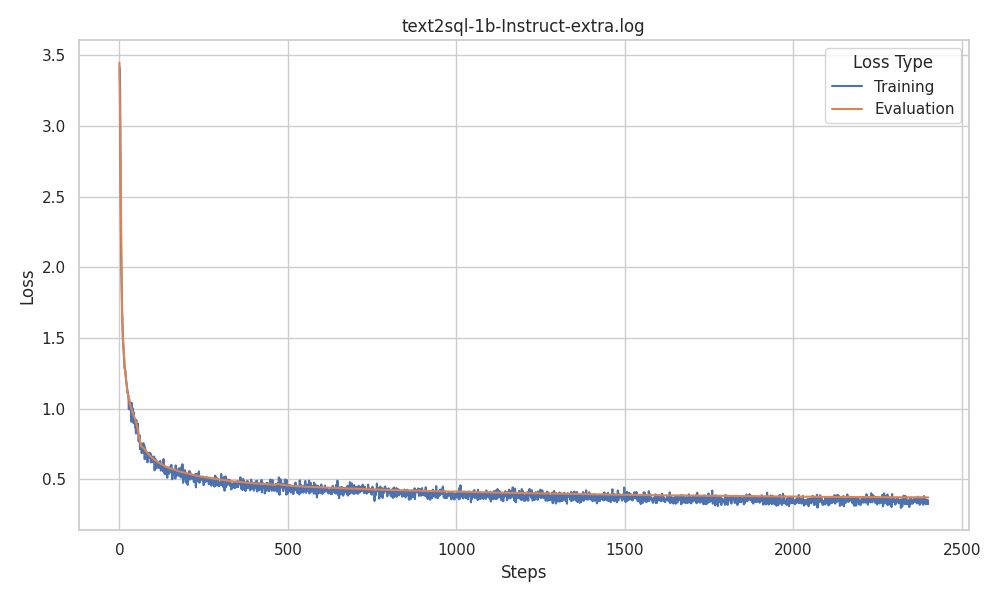 text2sql-1b-Instruct-extra.log
Loss Type
Training
Evaluation
3.5
3.0
2.5
2.0
1.5
1.0
0.5
Loss
0
500
1000
1500
2000
2500
Steps